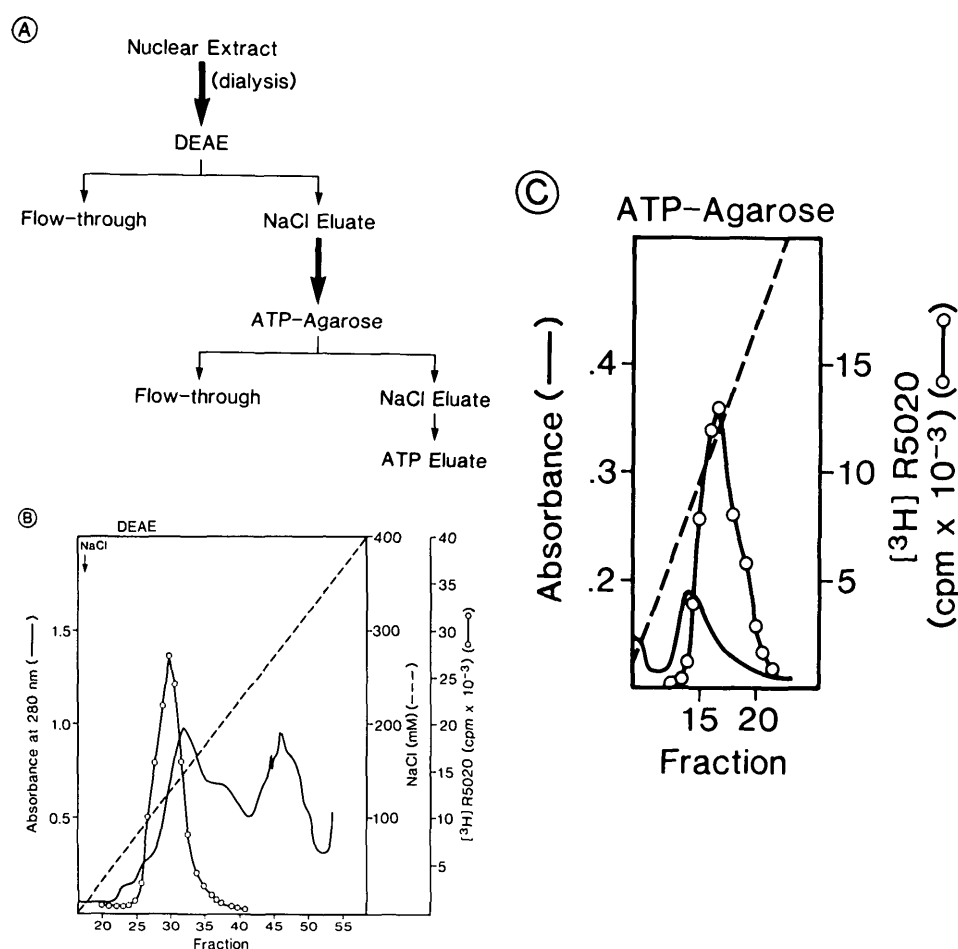 A
Nuclear Extract
(dialysis)
DEAE
Flow-through
NaCl Eluate
ATP-Agarose
Flow-through
NaCl Eluate
ATP Eluate
B
DEAE
NaCl
Absorbance at 280 nm (—)
1.5
1.0
0.5
400
300
200
100
NaCl (mM) (---)
40
35
30
25
20
15
10
5
[³H] R5020 (cpm x 10⁻³) (o—o)
20
25
30
35
40
45
50
55
Fraction
C
ATP-Agarose
Absorbance (—)
.4
.3
.2
15
10
5
[³H] R5020
(cpm x 10⁻³) (o—o)
15
20
Fraction